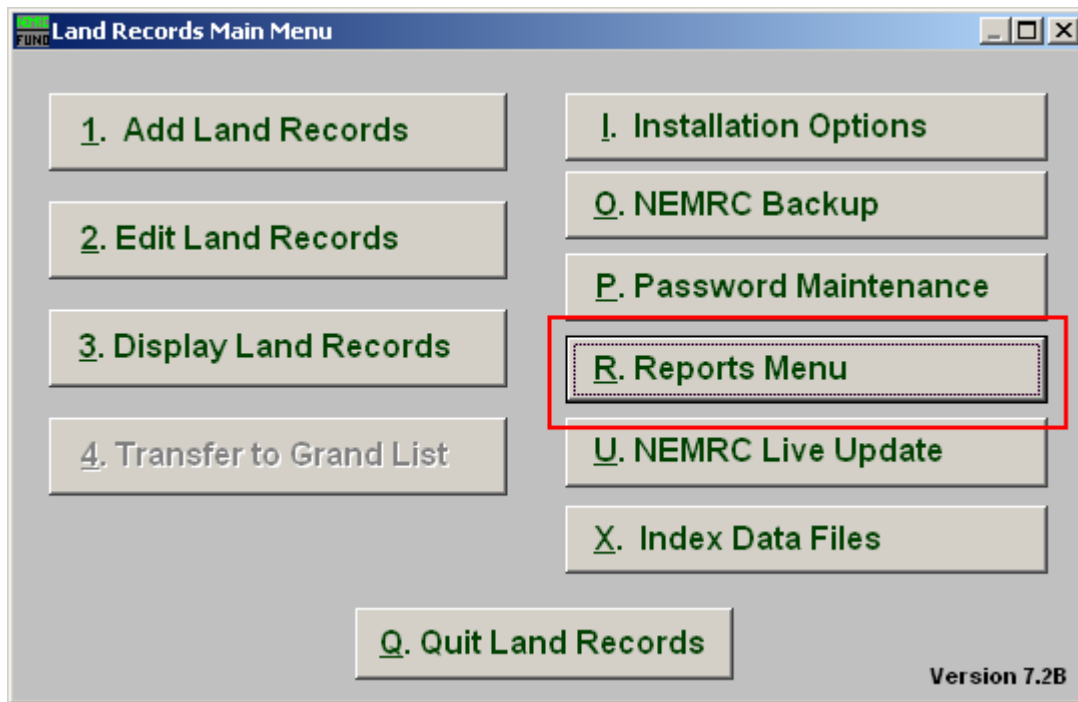 NEMRC
FUND
Land Records Main Menu
1. Add Land Records
2. Edit Land Records
3. Display Land Records
4. Transfer to Grand List
I. Installation Options
O. NEMRC Backup
P. Password Maintenance
R. Reports Menu
U. NEMRC Live Update
X. Index Data Files
Q. Quit Land Records
Version 7.2B